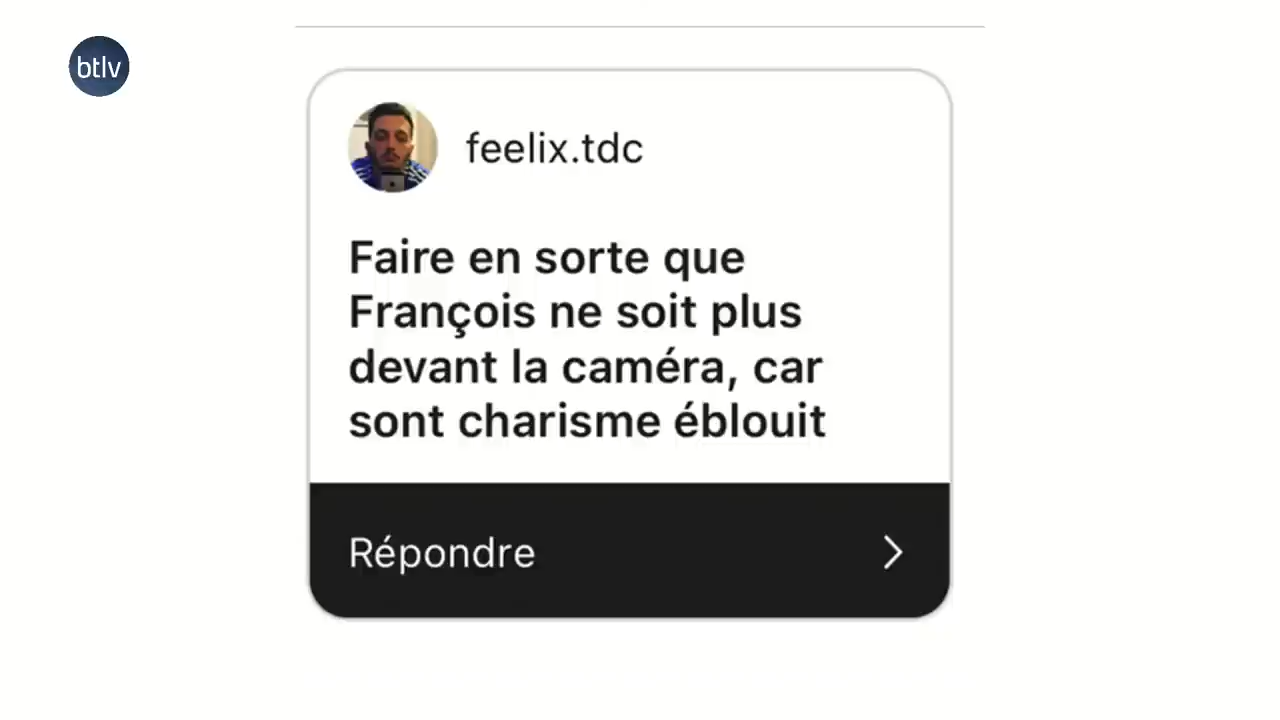 btlv
feelix.tdc
Faire en sorte que
François ne soit plus
devant la caméra, car
sont charisme éblouit
Répondre